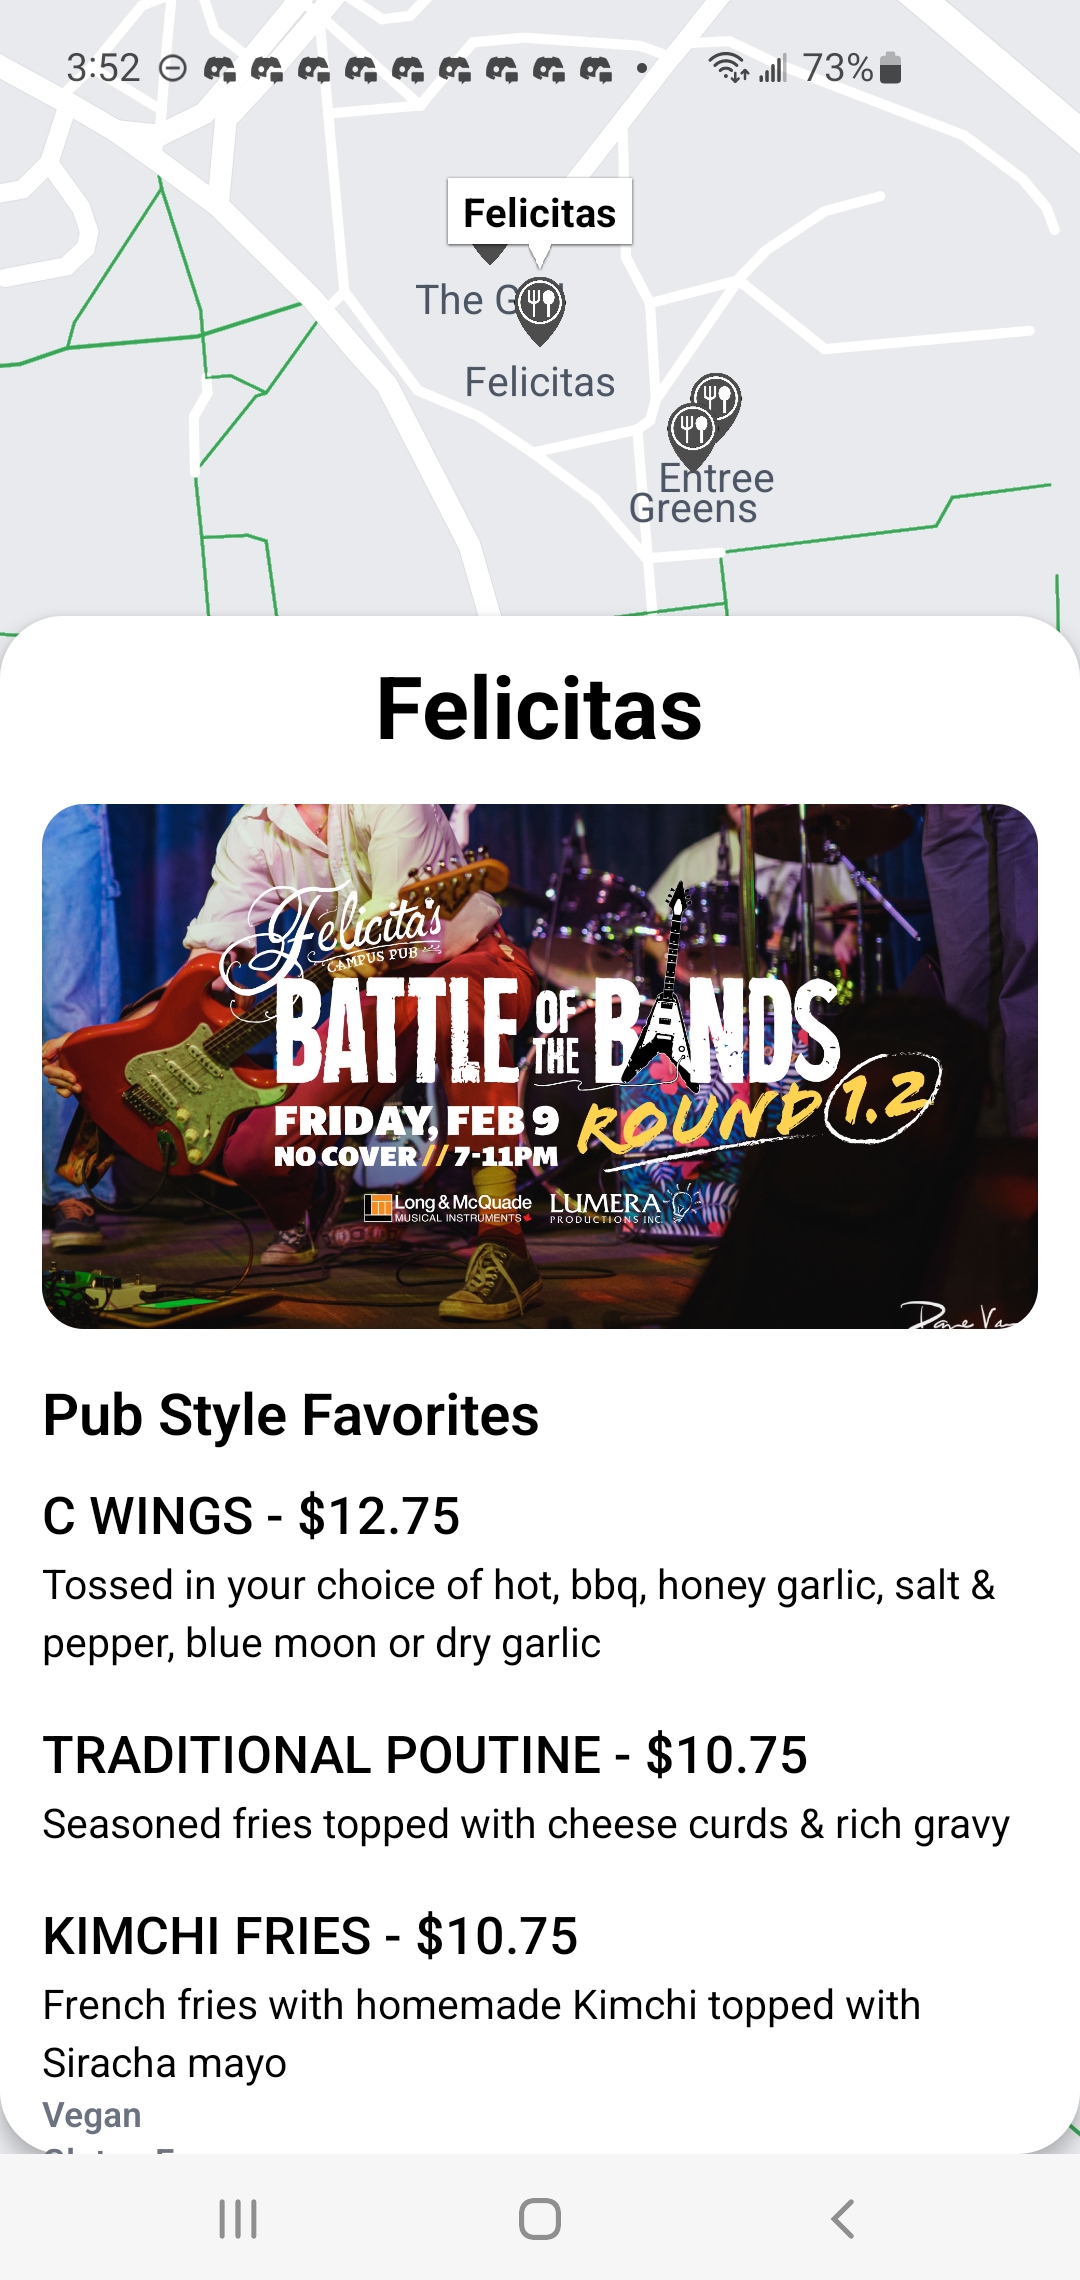 3:52
73%
Felicitas
The G
Felicitas
Entree
Greens
Felicitas
Felicita's
CAMPUS PUB
BATTLE OF THE BANDS
ROUND 1.2
FRIDAY, FEB 9
NO COVER // 7-11PM
Long & McQuade
MUSICAL INSTRUMENTS
LUMERA
PRODUCTIONS INC
Pub Style Favorites
C WINGS - $12.75
Tossed in your choice of hot, bbq, honey garlic, salt &
pepper, blue moon or dry garlic
TRADITIONAL POUTINE - $10.75
Seasoned fries topped with cheese curds & rich gravy
KIMCHI FRIES - $10.75
French fries with homemade Kimchi topped with
Siracha mayo
Vegan